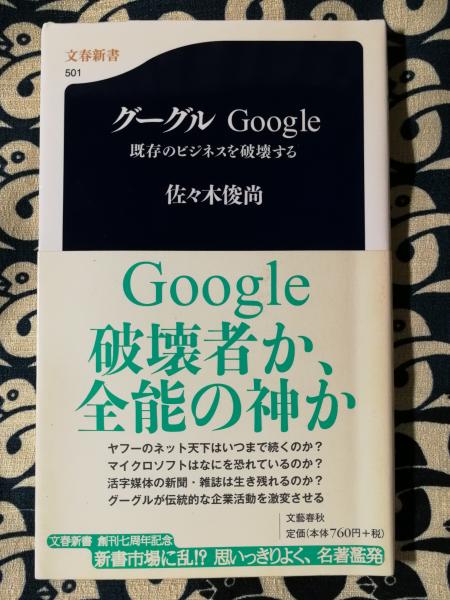 文春新書
501
グーグル Google
既存のビジネスを破壊する
佐々木俊尚
Google
破壊者か、
全能の神か
ヤフーのネット天下はいつまで続くのか?
マイクロソフトはなにを恐れているのか?
活字媒体の新聞・雑誌は生き残れるのか?
グーグルが伝統的な企業活動を激変させる
文藝春秋
定価(本体760円+税)
文春新書 創刊七周年記念
新書市場に乱!? 思いっきりよく、名著濫発